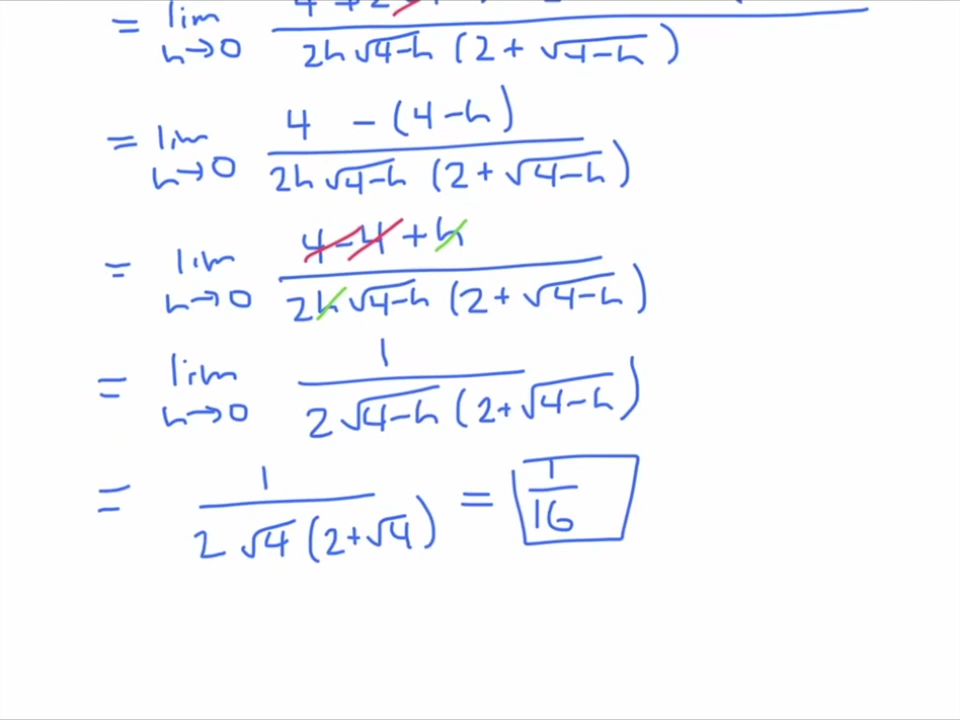 = lim h→0 / 2h√4-h (2 + √4-h)
= lim h→0 4 - (4-h) / 2h√4-h (2 + √4-h)
= lim h→0 4-4+h / 2h√4-h (2 + √4-h)
= lim h→0 1 / 2√4-h (2+√4-h)
= 1 / 2√4 (2+√4) = 1/16